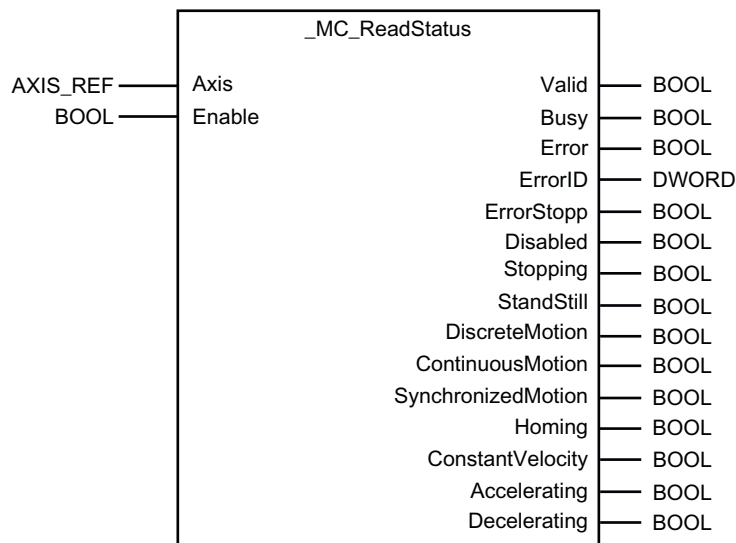 _MC_ReadStatus
AXIS_REF Axis Valid BOOL
BOOL Enable Busy BOOL
Error BOOL
ErrorID DWORD
ErrorStopp BOOL
Disabled BOOL
Stopping BOOL
StandStill BOOL
DiscreteMotion BOOL
ContinuousMotion BOOL
SynchronizedMotion BOOL
Homing BOOL
ConstantVelocity BOOL
Accelerating BOOL
Decelerating BOOL